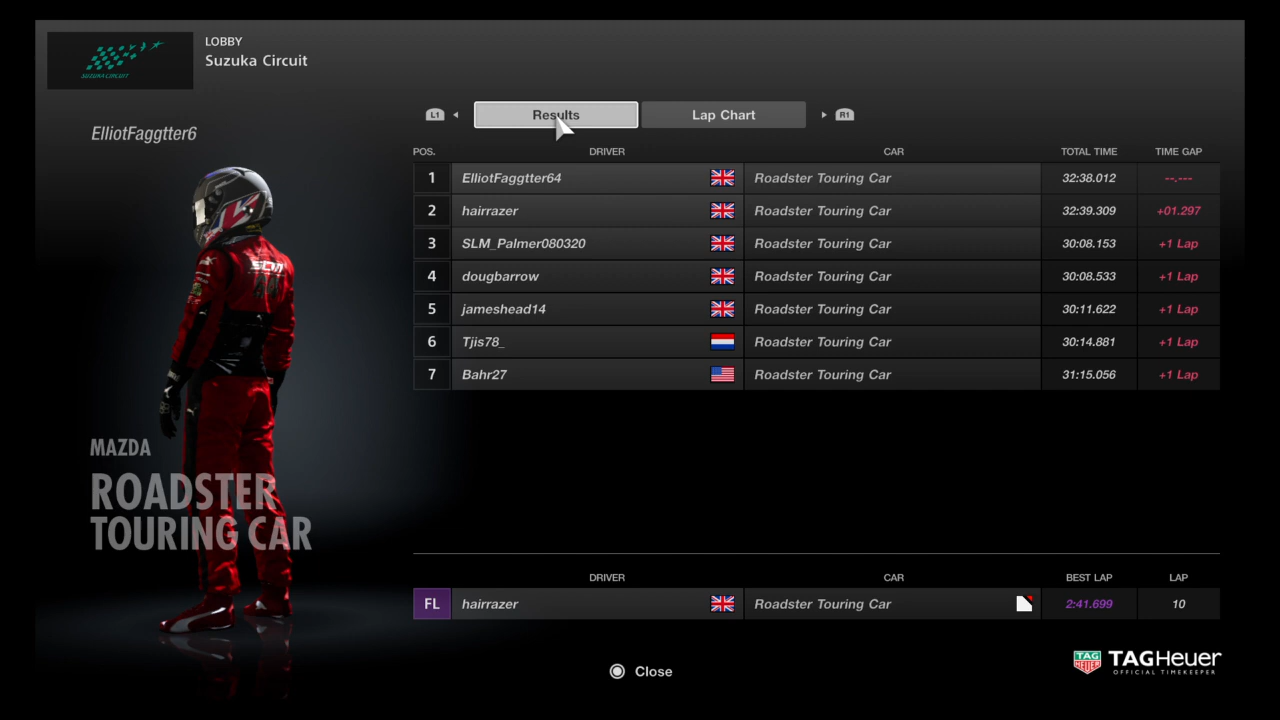 LOBBY
Suzuka Circuit
SUZUKA CIRCUIT
L1 Results Lap Chart R1
ElliotFaggtter6
POS. DRIVER CAR TOTAL TIME TIME GAP
1 ElliotFaggtter64 Roadster Touring Car 32:38.012 --.---
2 hairrazer Roadster Touring Car 32:39.309 +01.297
3 SLM_Palmer080320 Roadster Touring Car 30:08.153 +1 Lap
4 dougbarrow Roadster Touring Car 30:08.533 +1 Lap
5 jameshead14 Roadster Touring Car 30:11.622 +1 Lap
6 Tjis78_ Roadster Touring Car 30:14.881 +1 Lap
7 Bahr27 Roadster Touring Car 31:15.056 +1 Lap
MAZDA
ROADSTER
TOURING CAR
DRIVER CAR BEST LAP LAP
FL hairrazer Roadster Touring Car 2:41.699 10
Close
TAG HEUER TAGHeuer
OFFICIAL TIMEKEEPER